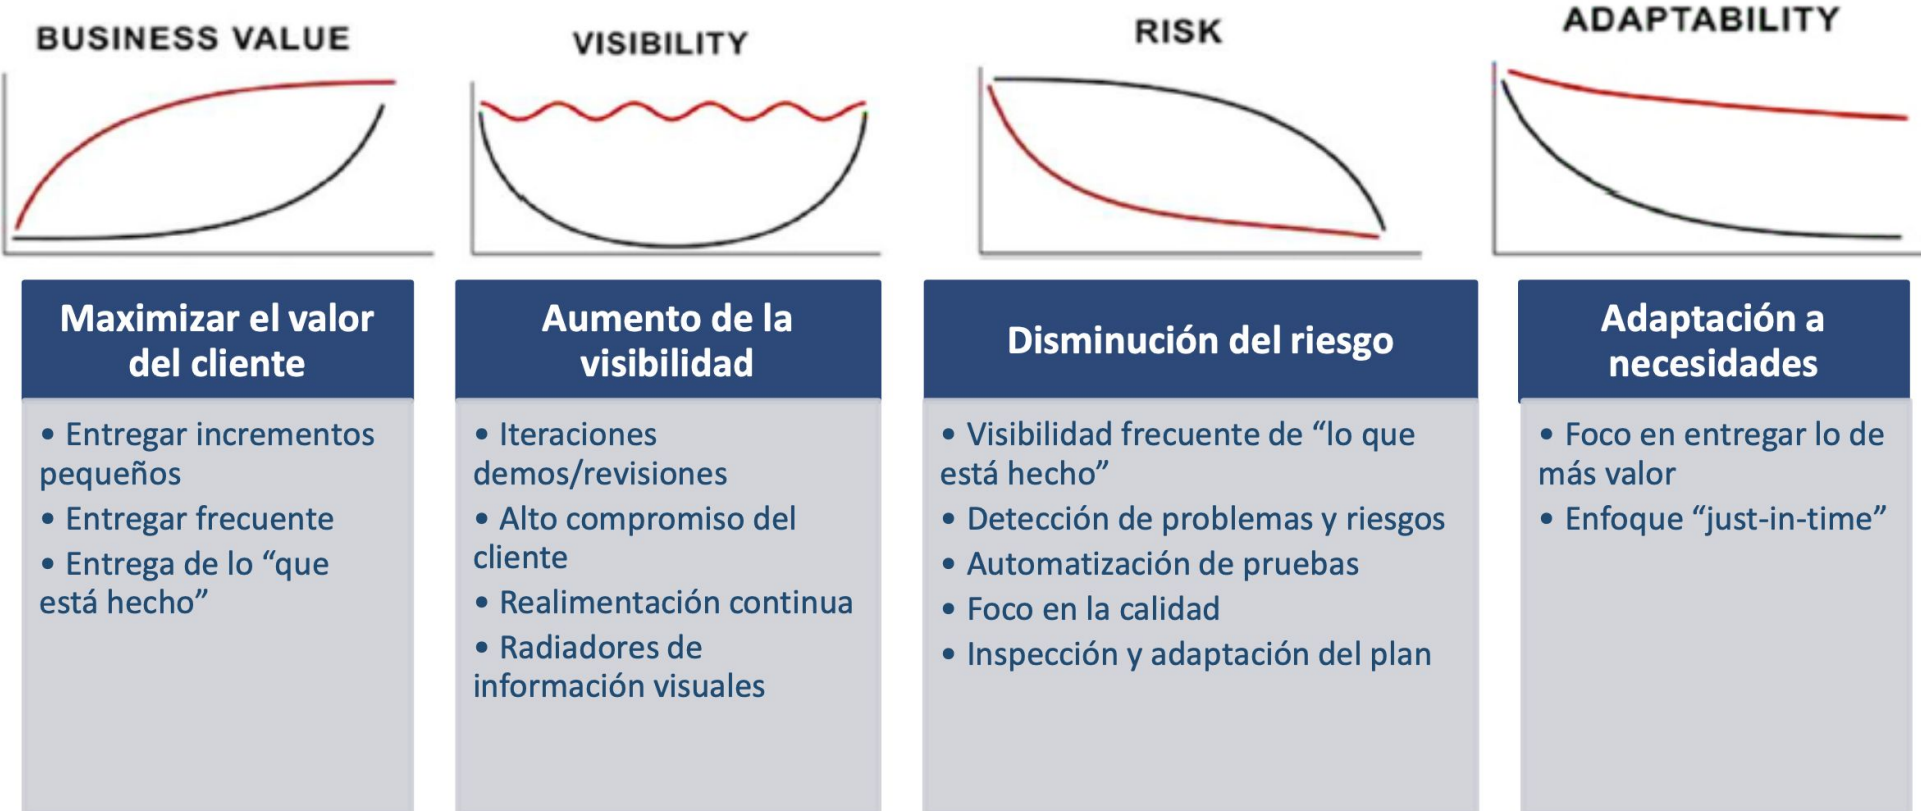 BUSINESS VALUE
VISIBILITY
RISK
ADAPTABILITY
Maximizar el valor
del cliente
• Entregar incrementos
pequeños
• Entregar frecuente
• Entrega de lo “que
está hecho”
Aumento de la
visibilidad
• Iteraciones
demos/revisiones
• Alto compromiso del
cliente
• Realimentación continua
• Radiadores de
información visuales
Disminución del riesgo
• Visibilidad frecuente de “lo que
está hecho”
• Detección de problemas y riesgos
• Automatización de pruebas
• Foco en la calidad
• Inspección y adaptación del plan
Adaptación a
necesidades
• Foco en entregar lo de
más valor
• Enfoque “just-in-time”